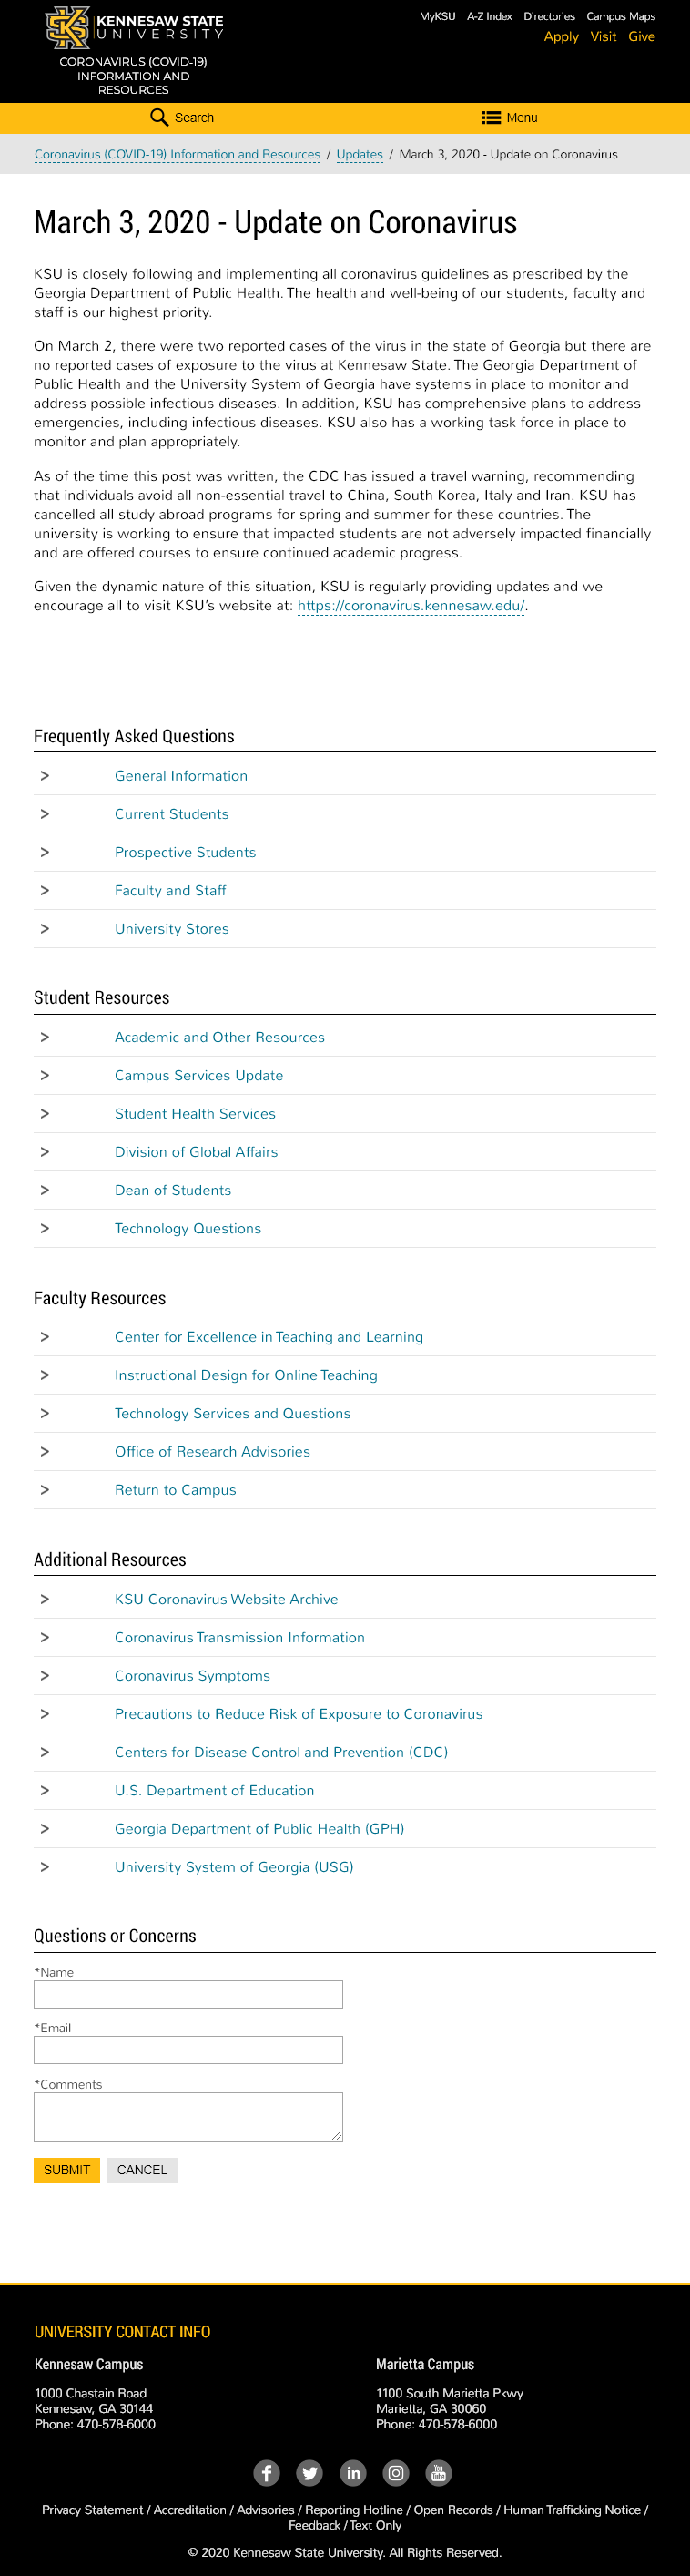 KENNESAW STATE
UNIVERSITY
CORONAVIRUS (COVID-19)
INFORMATION AND
RESOURCES
MyKSU A-Z Index Directories Campus Maps
Apply Visit Give
Search Menu
Coronavirus (COVID-19) Information and Resources / Updates / March 3, 2020 - Update on Coronavirus
March 3, 2020 - Update on Coronavirus
KSU is closely following and implementing all coronavirus guidelines as prescribed by the
Georgia Department of Public Health. The health and well-being of our students, faculty and
staff is our highest priority.
On March 2, there were two reported cases of the virus in the state of Georgia but there are
no reported cases of exposure to the virus at Kennesaw State. The Georgia Department of
Public Health and the University System of Georgia have systems in place to monitor and
address possible infectious diseases. In addition, KSU has comprehensive plans to address
emergencies, including infectious diseases. KSU also has a working task force in place to
monitor and plan appropriately.
As of the time this post was written, the CDC has issued a travel warning, recommending
that individuals avoid all non-essential travel to China, South Korea, Italy and Iran. KSU has
cancelled all study abroad programs for spring and summer for these countries. The
university is working to ensure that impacted students are not adversely impacted financially
and are offered courses to ensure continued academic progress.
Given the dynamic nature of this situation, KSU is regularly providing updates and we
encourage all to visit KSU's website at: https://coronavirus.kennesaw.edu/.
Frequently Asked Questions
> General Information
> Current Students
> Prospective Students
> Faculty and Staff
> University Stores
Student Resources
> Academic and Other Resources
> Campus Services Update
> Student Health Services
> Division of Global Affairs
> Dean of Students
> Technology Questions
Faculty Resources
> Center for Excellence in Teaching and Learning
> Instructional Design for Online Teaching
> Technology Services and Questions
> Office of Research Advisories
> Return to Campus
Additional Resources
> KSU Coronavirus Website Archive
> Coronavirus Transmission Information
> Coronavirus Symptoms
> Precautions to Reduce Risk of Exposure to Coronavirus
> Centers for Disease Control and Prevention (CDC)
> U.S. Department of Education
> Georgia Department of Public Health (GPH)
> University System of Georgia (USG)
Questions or Concerns
*Name
*Email
*Comments
SUBMIT CANCEL
UNIVERSITY CONTACT INFO
Kennesaw Campus
1000 Chastain Road
Kennesaw, GA 30144
Phone: 470-578-6000
Marietta Campus
1100 South Marietta Pkwy
Marietta, GA 30060
Phone: 470-578-6000
Privacy Statement / Accreditation / Advisories / Reporting Hotline / Open Records / Human Trafficking Notice /
Feedback / Text Only
© 2020 Kennesaw State University. All Rights Reserved.